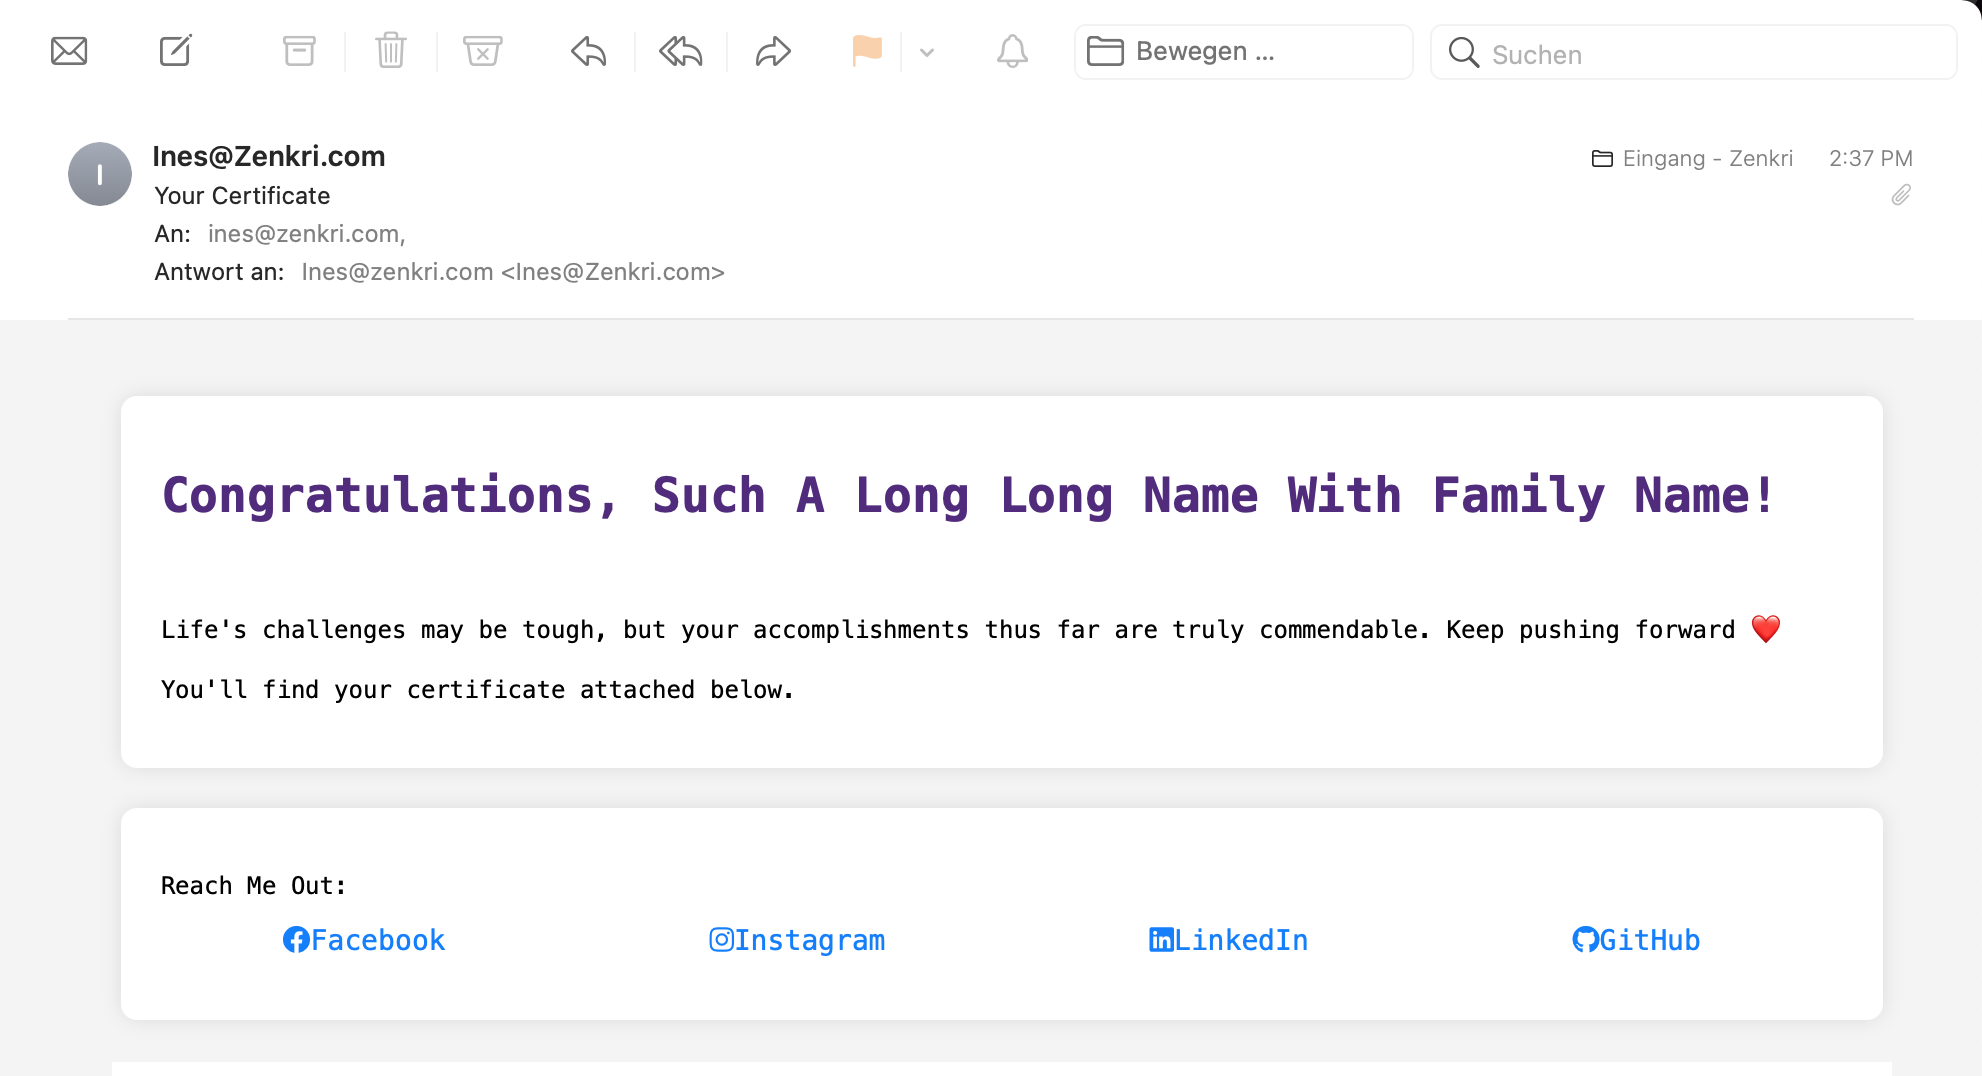 Bewegen ...
Suchen
I
Ines@Zenkri.com
Eingang - Zenkri
2:37 PM
Your Certificate
An: ines@zenkri.com,
Antwort an: Ines@zenkri.com <Ines@Zenkri.com>
Congratulations, Such A Long Long Name With Family Name!
Life's challenges may be tough, but your accomplishments thus far are truly commendable. Keep pushing forward ❤️
You'll find your certificate attached below.
Reach Me Out:
Facebook
Instagram
LinkedIn
GitHub